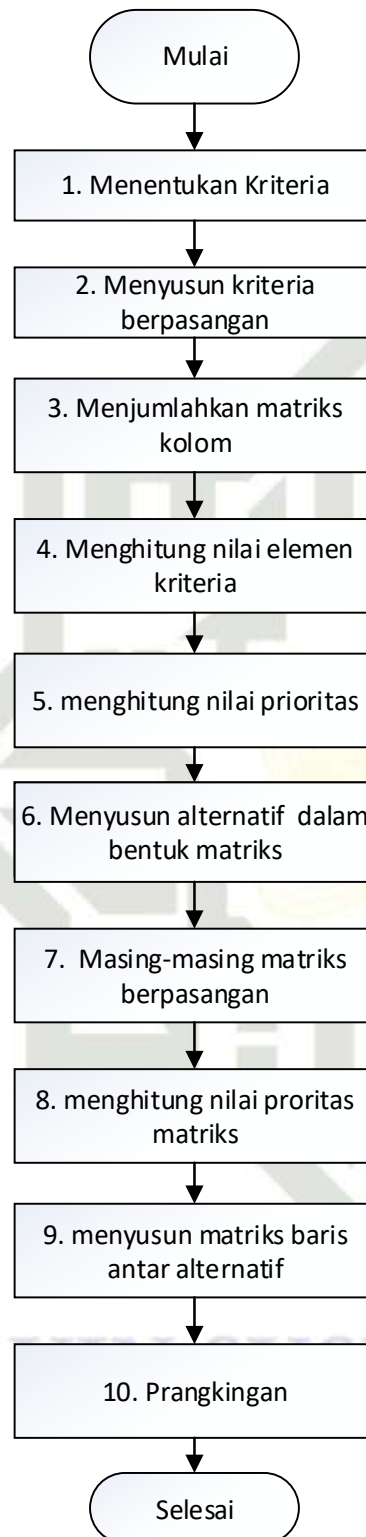 Mulai
1. Menentukan Kriteria
2. Menyusun kriteria
berpasangan
3. Menjumlahkan matriks
kolom
4. Menghitung nilai elemen
kriteria
5. menghitung nilai prioritas
6. Menyusun alternatif dalam
bentuk matriks
7. Masing-masing matriks
berpasangan
8. menghitung nilai proritas
matriks
9. menyusun matriks baris
antar alternatif
10. Prangkingan
Selesai